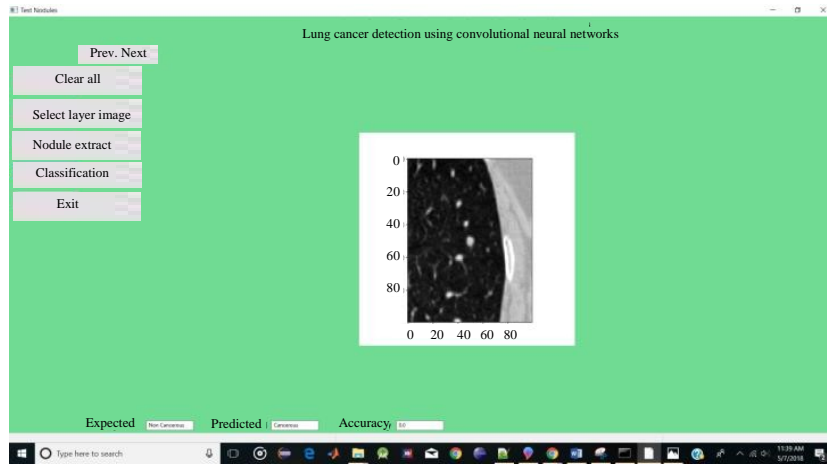 Test Nodules
Lung cancer detection using convolutional neural networks
Prev. Next
Clear all
Select layer image
Nodule extract
Classification
Exit
0
20
40
60
80
0 20 40 60 80
Expected Non Cancerous Predicted Cancerous Accuracy 0.0
Type here to search
11:39 AM
5/7/2018